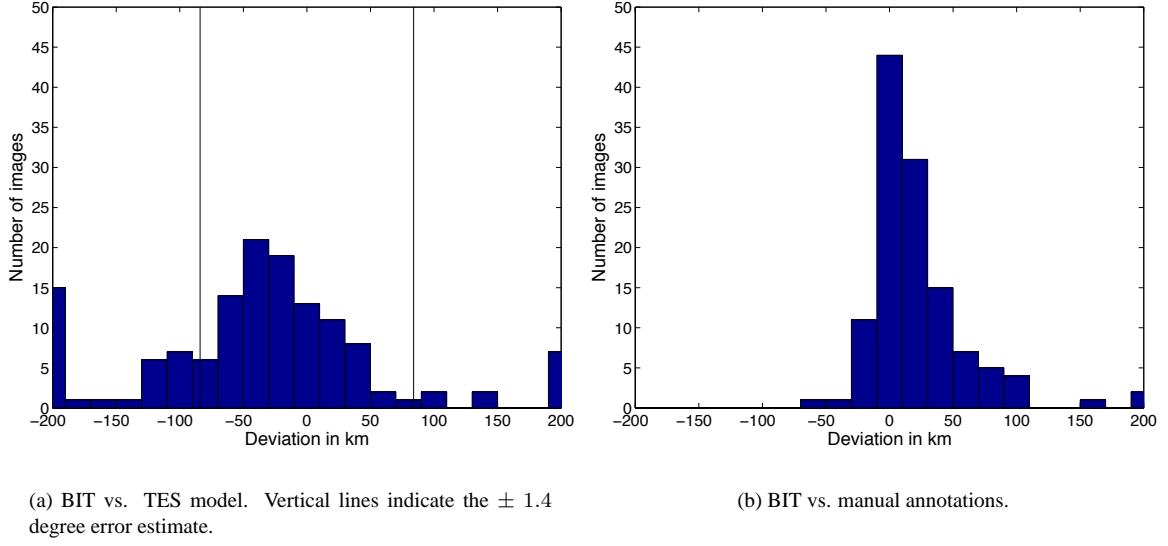 50
45
40
35
30
25
20
15
10
5
0
Number of images
−200 −150 −100 −50 0 50 100 150 200
Deviation in km
(a) BIT vs. TES model. Vertical lines indicate the ± 1.4
degree error estimate.
50
45
40
35
30
25
20
15
10
5
0
Number of images
−200 −150 −100 −50 0 50 100 150 200
Deviation in km
(b) BIT vs. manual annotations.